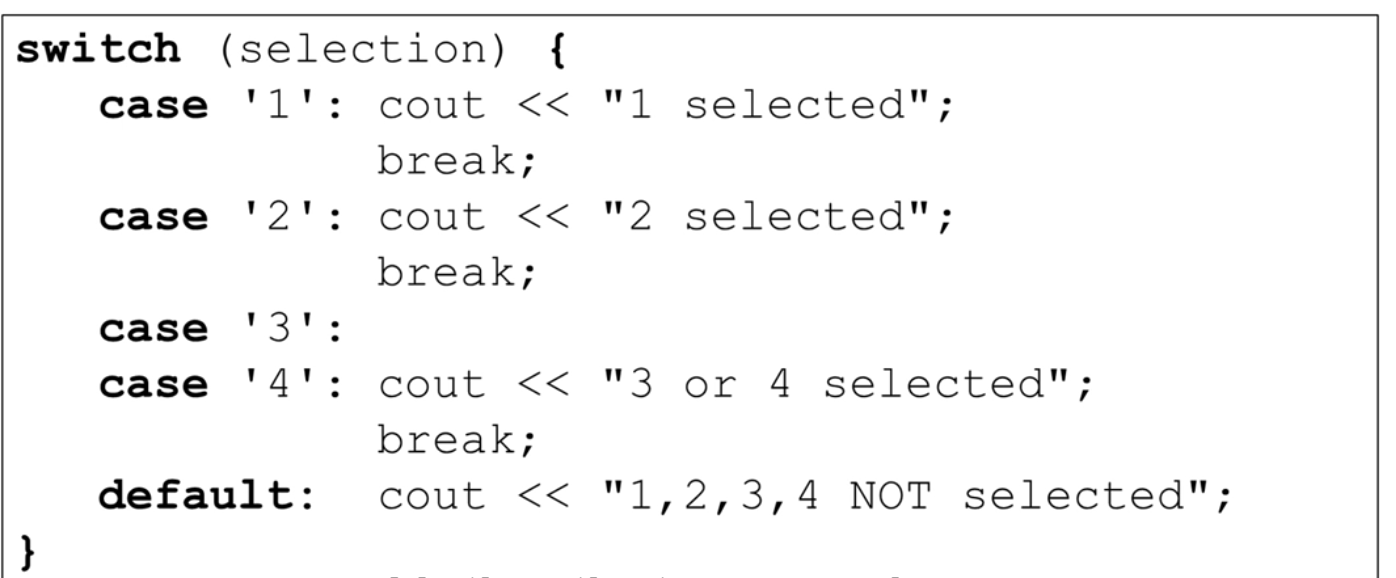 switch (selection) {
case '1': cout << "1 selected";
break;
case '2': cout << "2 selected";
break;
case '3':
case '4': cout << "3 or 4 selected";
break;
default: cout << "1,2,3,4 NOT selected";
}